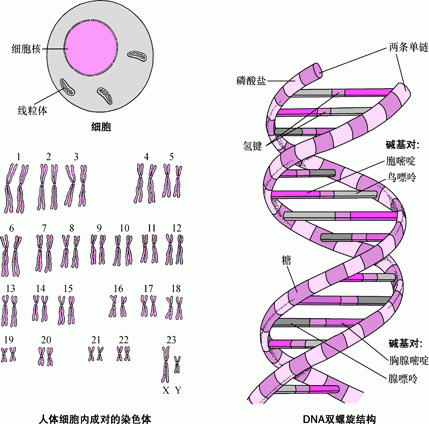 细胞核
线粒体
细胞
1 2 3 4 5
6 7 8 9 10 11 12
13 14 15 16 17 18
19 20 21 22 23
X Y
人体细胞内成对的染色体
两条单链
磷酸盐
氢键
碱基对:
胞嘧啶
鸟嘌呤
糖
碱基对:
胸腺嘧啶
腺嘌呤
DNA双螺旋结构